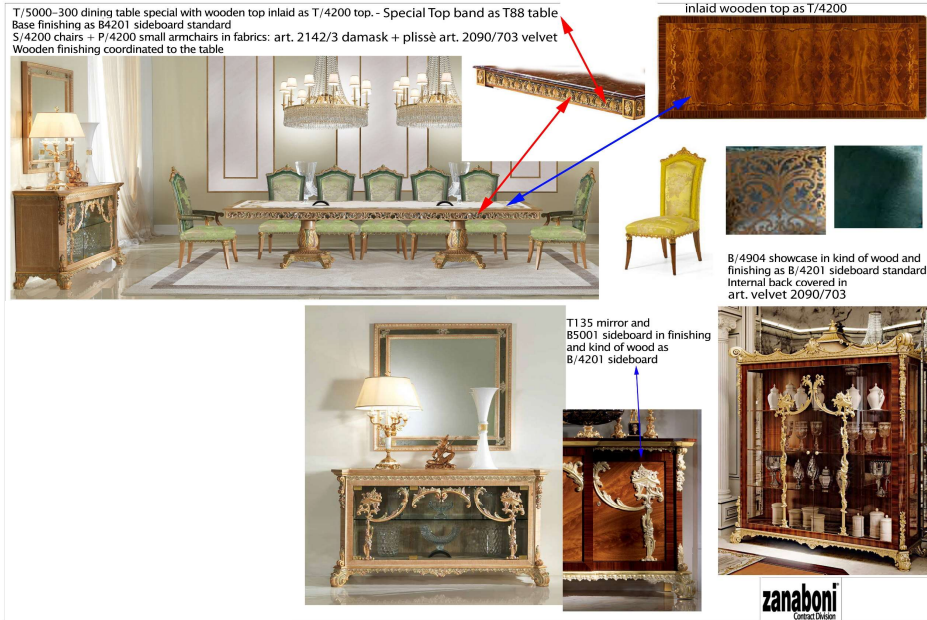 T/5000-300 dining table special with wooden top inlaid as T/4200 top. - Special Top band as T88 table
Base finishing as B4201 sideboard standard
S/4200 chairs + P/4200 small armchairs in fabrics: art. 2142/3 damask + plissè art. 2090/703 velvet
Wooden finishing coordinated to the table
inlaid wooden top as T/4200
B/4904 showcase in kind of wood and
finishing as B/4201 sideboard standard
Internal back covered in
art. velvet 2090/703
T135 mirror and
B5001 sideboard in finishing
and kind of wood as
B/4201 sideboard
zanaboni
Contract Division